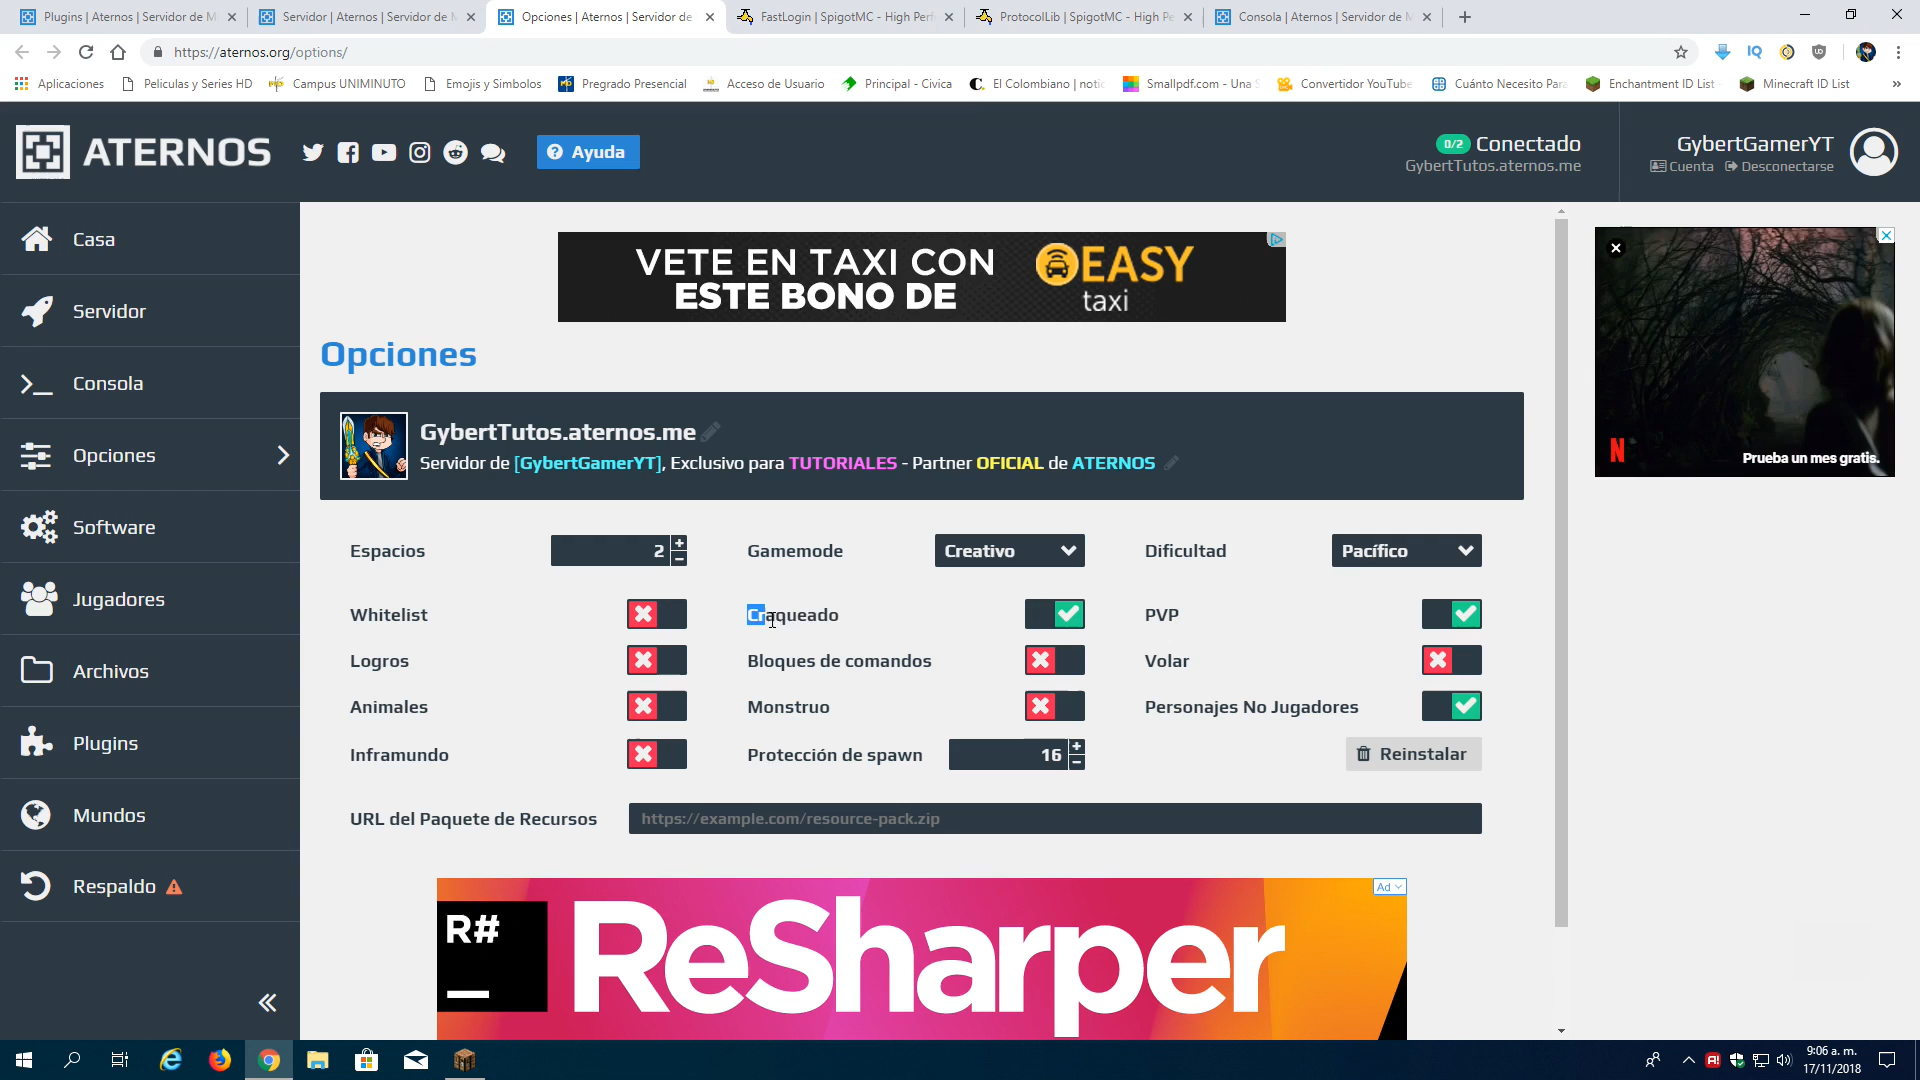 Plugins | Aternos | Servidor de M
Servidor | Aternos | Servidor de M
Opciones | Aternos | Servidor de
FastLogin | SpigotMC - High Perf
ProtocolLib | SpigotMC - High Pe
Consola | Aternos | Servidor de M
https://aternos.org/options/
Aplicaciones
Peliculas y Series HD
Campus UNIMINUTO
Emojis y Simbolos
Pregrado Presencial
Acceso de Usuario
Principal - Civica
El Colombiano | notic
Smallpdf.com - Una S
Convertidor YouTube
Cuánto Necesito Para
Enchantment ID List
Minecraft ID List
»
ATERNOS
Ayuda
0/2 Conectado
GybertTutos.aternos.me
GybertGamerYT
Cuenta Desconectarse
Casa
Servidor
Consola
Opciones
Software
Archivos
Jugadores
Plugins
Mundos
Respaldo
VETE EN TAXI CON
ESTE BONO DE
EASY
taxi
Opciones
GybertTutos.aternos.me
Servidor de [GybertGamerYT], Exclusivo para TUTORIALES - Partner OFICIAL de ATERNOS
Espacios 2 Gamemode Creativo Dificultad Pacífico
Whitelist Craqueado PVP
Logros Bloques de comandos Volar
Animales Monstruo Personajes No Jugadores
Inframundo Protección de spawn 16 Reinstalar
URL del Paquete de Recursos https://example.com/resource-pack.zip
N
Prueba un mes gratis.
Ad
R#
ReSharper
9:06 a. m.
17/11/2018